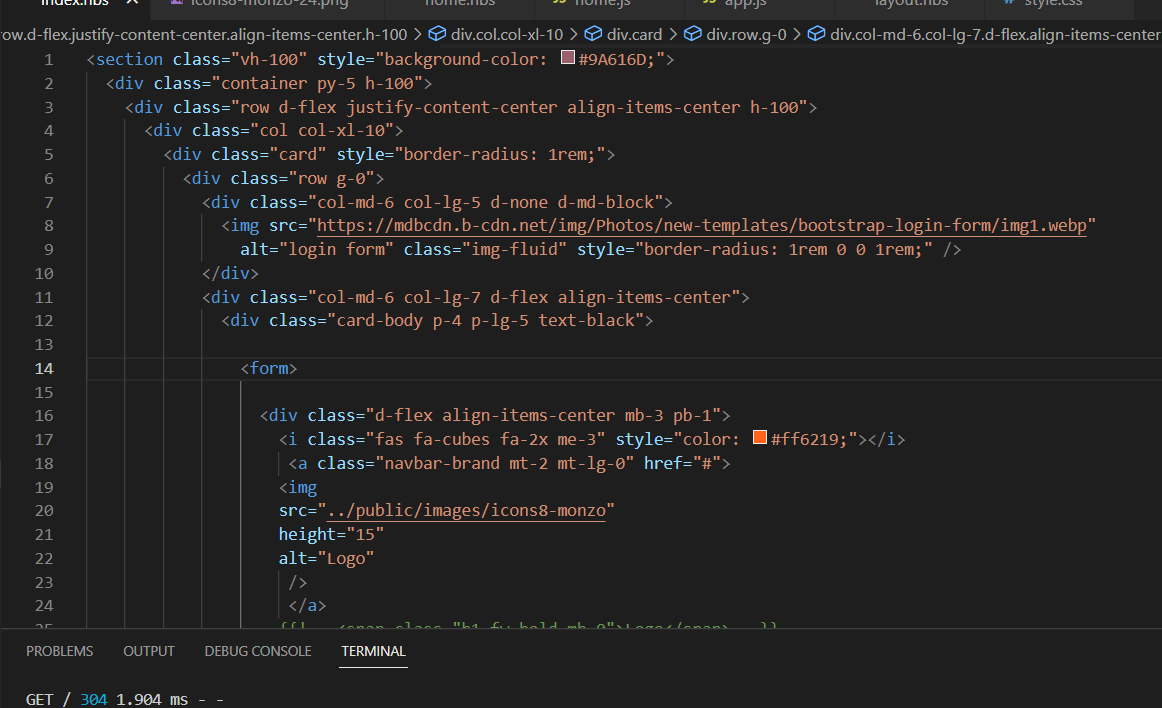 index.hbs
icons8-monzo-24.png
home.hbs
JS home.js
JS app.js
layout.hbs
# style.css
row.d-flex.justify-content-center.align-items-center.h-100 > div.col.col-xl-10 > div.card > div.row.g-0 > div.col-md-6.col-lg-7.d-flex.align-items-center
1 <section class="vh-100" style="background-color: #9A616D;">
2 <div class="container py-5 h-100">
3 <div class="row d-flex justify-content-center align-items-center h-100">
4 <div class="col col-xl-10">
5 <div class="card" style="border-radius: 1rem;">
6 <div class="row g-0">
7 <div class="col-md-6 col-lg-5 d-none d-md-block">
8 <img src="https://mdbcdn.b-cdn.net/img/Photos/new-templates/bootstrap-login-form/img1.webp"
9 alt="login form" class="img-fluid" style="border-radius: 1rem 0 0 1rem;" />
10 </div>
11 <div class="col-md-6 col-lg-7 d-flex align-items-center">
12 <div class="card-body p-4 p-lg-5 text-black">
13
14 <form>
15
16 <div class="d-flex align-items-center mb-3 pb-1">
17 <i class="fas fa-cubes fa-2x me-3" style="color: #ff6219;"></i>
18 <a class="navbar-brand mt-2 mt-lg-0" href="#">
19 <img
20 src="../public/images/icons8-monzo"
21 height="15"
22 alt="Logo"
23 />
24 </a>
25 {{!-- <span class="h1 fw-bold mb-0">Logo</span> --}}
PROBLEMS OUTPUT DEBUG CONSOLE TERMINAL
GET / 304 1.904 ms - -